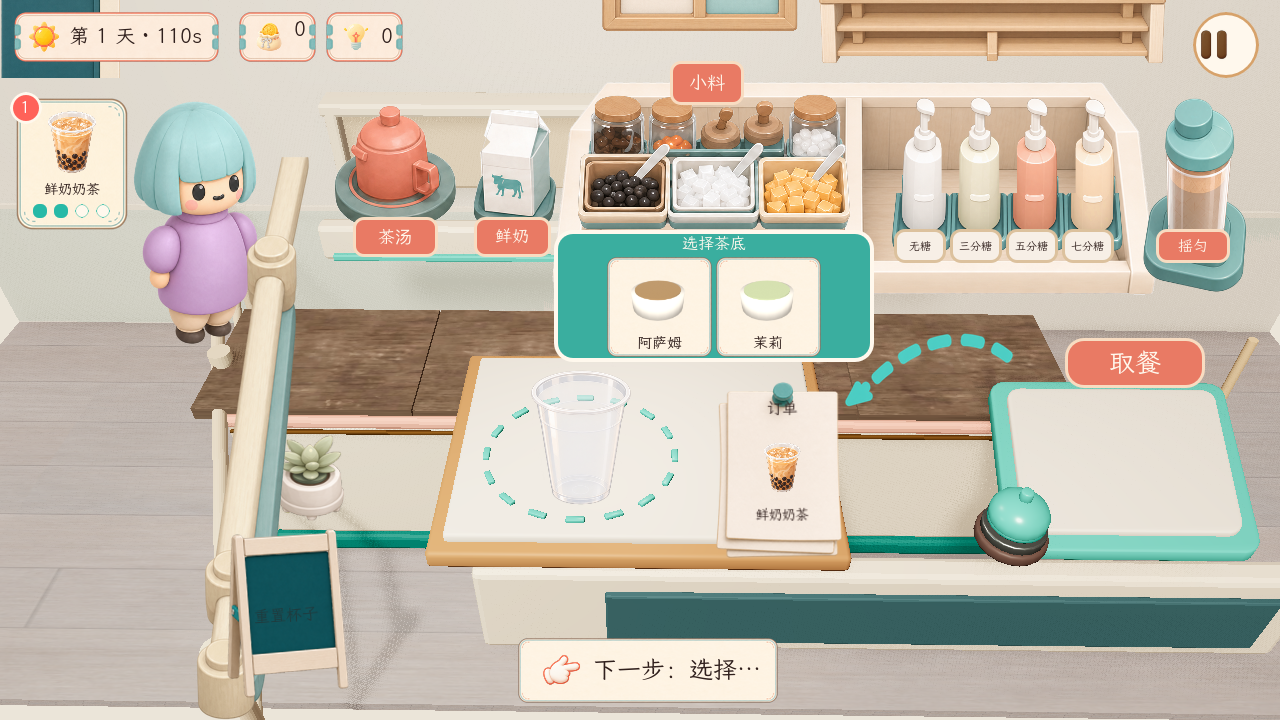 第 1 天·110s
0
0
1
鲜奶奶茶
小料
茶汤
鲜奶
无糖
三分糖
五分糖
七分糖
摇匀
选择茶底
阿萨姆
茉莉
取餐
订单
鲜奶奶茶
重置杯子
下一步：选择…